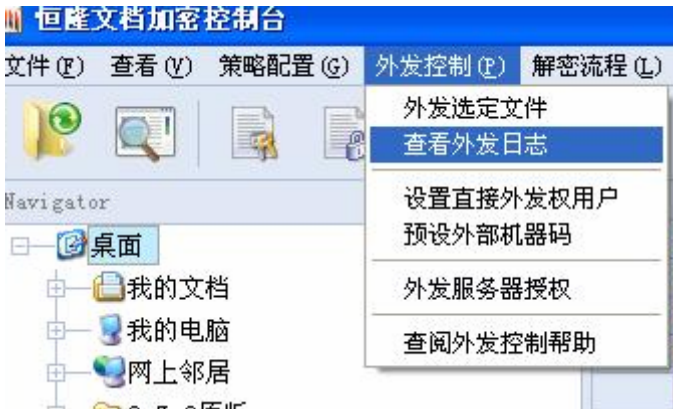 恒隆文档加密控制台
文件(F) 查看(V) 策略配置(G) 外发控制(P) 解密流程(L)
外发选定文件
查看外发日志
设置直接外发权用户
预设外部机器码
外发服务器授权
查阅外发控制帮助
Navigator
桌面
我的文档
我的电脑
网上邻居